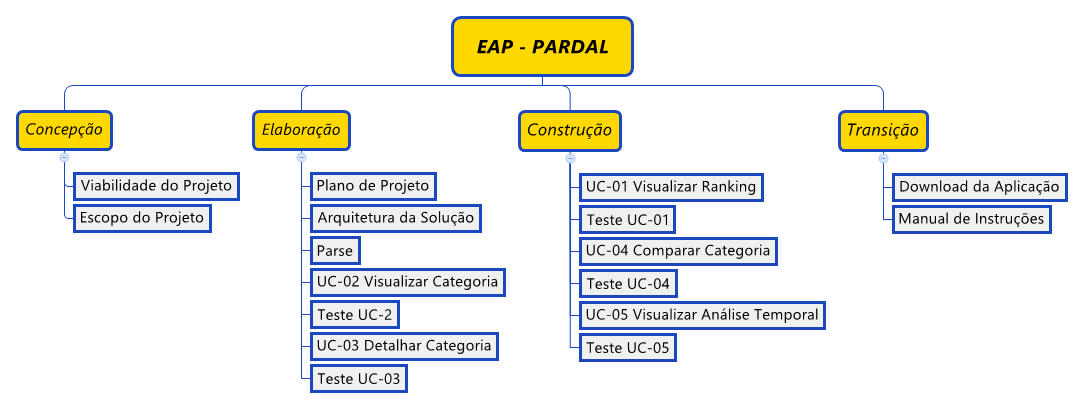 EAP - PARDAL
Concepção
Viabilidade do Projeto
Escopo do Projeto
Elaboração
Plano de Projeto
Arquitetura da Solução
Parse
UC-02 Visualizar Categoria
Teste UC-2
UC-03 Detalhar Categoria
Teste UC-03
Construção
UC-01 Visualizar Ranking
Teste UC-01
UC-04 Comparar Categoria
Teste UC-04
UC-05 Visualizar Análise Temporal
Teste UC-05
Transição
Download da Aplicação
Manual de Instruções